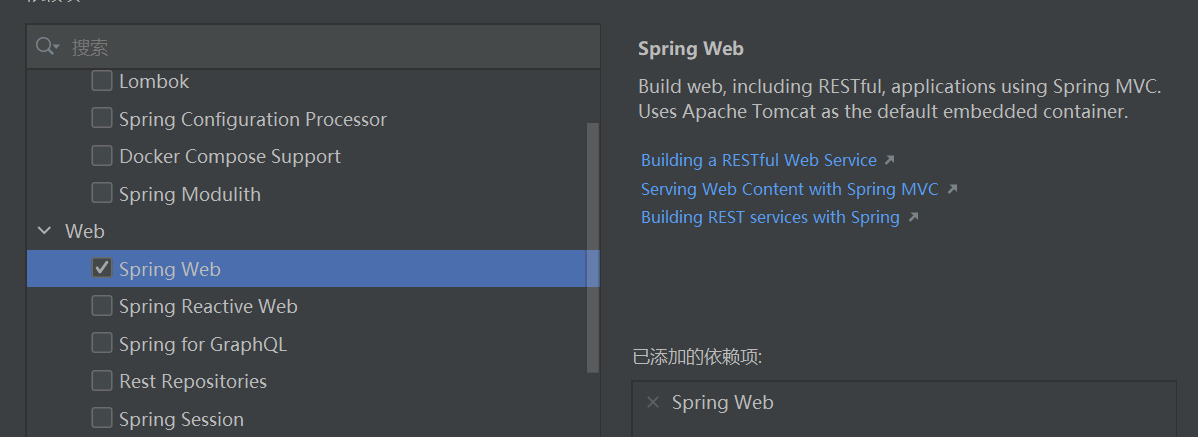 搜索
Lombok
Spring Configuration Processor
Docker Compose Support
Spring Modulith
Web
Spring Web
Spring Reactive Web
Spring for GraphQL
Rest Repositories
Spring Session
Spring Web
Build web, including RESTful, applications using Spring MVC.
Uses Apache Tomcat as the default embedded container.
Building a RESTful Web Service
Serving Web Content with Spring MVC
Building REST services with Spring
已添加的依赖项:
Spring Web